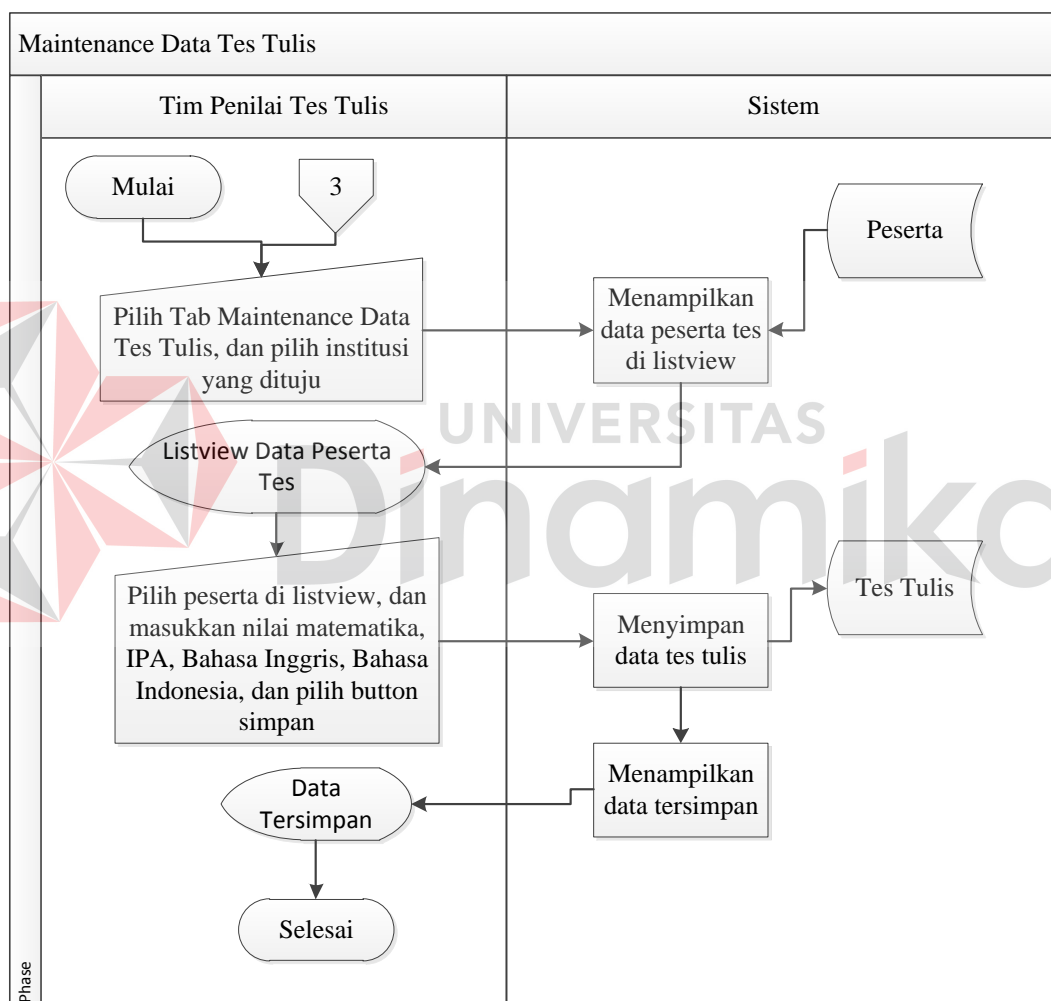 Maintenance Data Tes Tulis
Tim Penilai Tes Tulis
Sistem
Mulai
3
Peserta
Pilih Tab Maintenance Data
Tes Tulis, dan pilih institusi
yang dituju
Menampilkan
data peserta tes
di listview
UNIVERSITAS
Dinamika
Listview Data Peserta
Tes
Pilih peserta di listview, dan
masukkan nilai matematika,
IPA, Bahasa Inggris, Bahasa
Indonesia, dan pilih button
simpan
Menyimpan
data tes tulis
Tes Tulis
Menampilkan
data tersimpan
Data
Tersimpan
Selesai
Phase